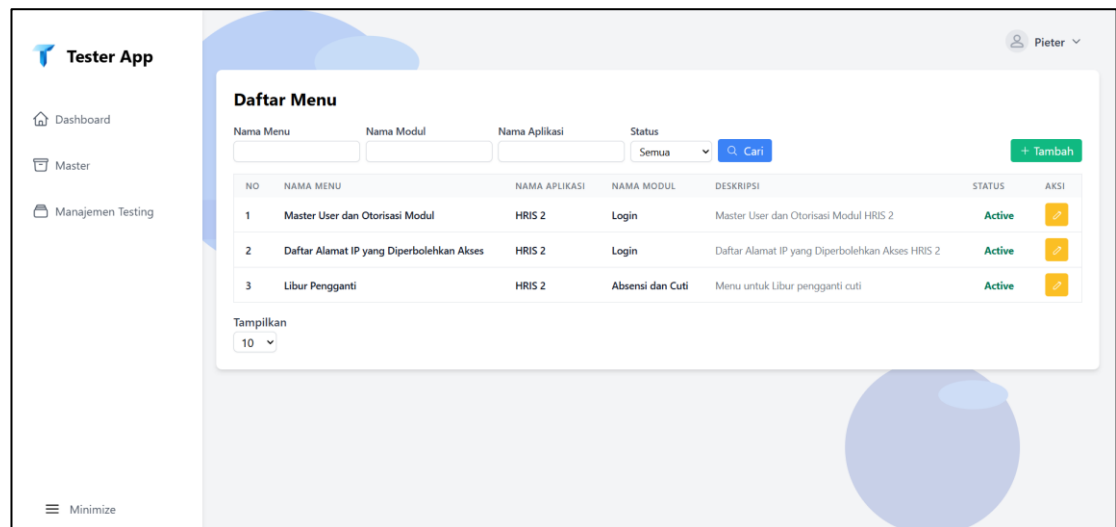 Tester App
Pieter
Dashboard
Master
Manajemen Testing
Minimize
Daftar Menu
Nama Menu Nama Modul Nama Aplikasi Status
Semua Cari + Tambah
NO NAMA MENU NAMA APLIKASI NAMA MODUL DESKRIPSI STATUS AKSI
1 Master User dan Otorisasi Modul HRIS 2 Login Master User dan Otorisasi Modul HRIS 2 Active
2 Daftar Alamat IP yang Diperbolehkan Akses HRIS 2 Login Daftar Alamat IP yang Diperbolehkan Akses HRIS 2 Active
3 Libur Pengganti HRIS 2 Absensi dan Cuti Menu untuk Libur pengganti cuti Active
Tampilkan
10